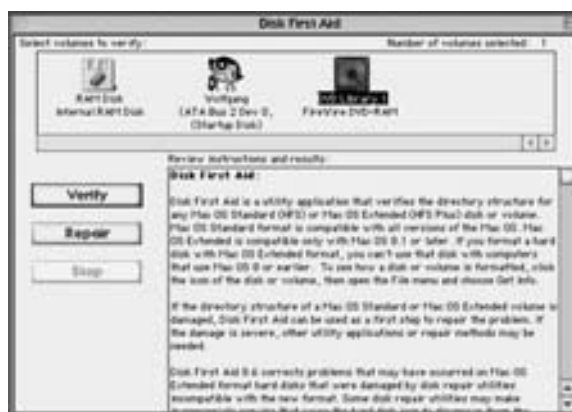 Disk First Aid
Select volumes to verify:
Number of volumes selected: 1
RAM Disk
Internal RAM Disk
Wolfgang
(ATA Bus 2 Dev 0,
(Startup Disk)
DVD Library 1
FireWire DVD-RAM
Review instructions and results:
Verify
Repair
Stop
Disk First Aid:
Disk First Aid is a utility application that verifies the directory structure for
any Mac OS Standard (HFS) or Mac OS Extended (HFS Plus) disk or volume.
Mac OS Standard format is compatible with all versions of the Mac OS. Mac
OS Extended is compatible only with Mac OS 8.1 or later. If you format a hard
disk with Mac OS Extended format, you can't use that disk with computers
that use Mac OS 8 or earlier. To see how a disk or volume is formatted, click
the icon of the disk or volume, then open the File menu and choose Get Info.
If the directory structure of a Mac OS Standard or Mac OS Extended volume is
damaged, Disk First Aid can be used as a first step to repair the problem. If
the damage is severe, other utility applications or repair methods may be
needed.
Disk First Aid 8.6 corrects problems that may have occurred on Mac OS
Extended format hard disks that were damaged by disk repair utilities
incompatible with the new format. Some disk repair utilities may make